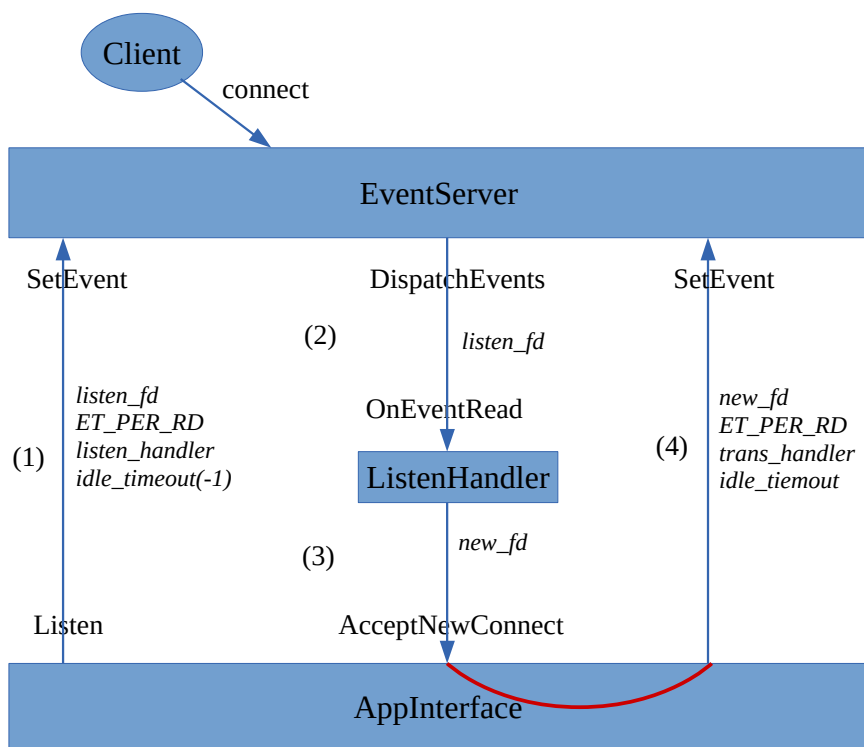 Client
connect
EventServer
SetEvent
DispatchEvents
SetEvent
(2)
listen_fd
listen_fd
ET_PER_RD
listen_handler
idle_timeout(-1)
(1)
OnEventRead
new_fd
ET_PER_RD
trans_handler
idle_tiemout
(4)
ListenHandler
(3)
new_fd
Listen
AcceptNewConnect
AppInterface